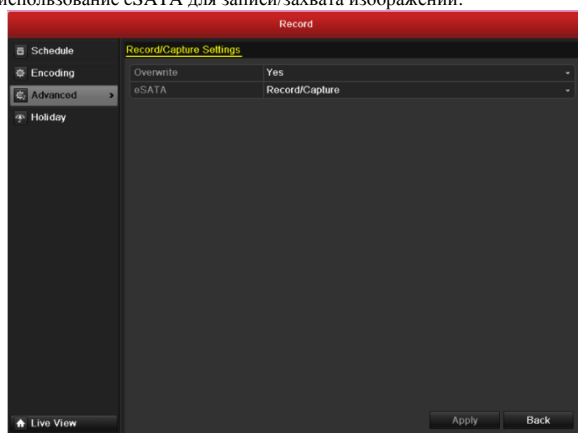 использование eSATA для записи/захвата изображений.
Record
Schedule
Encoding
Advanced
Holiday
Record/Capture Settings
Overwrite Yes
eSATA Record/Capture
Live View
Apply Back